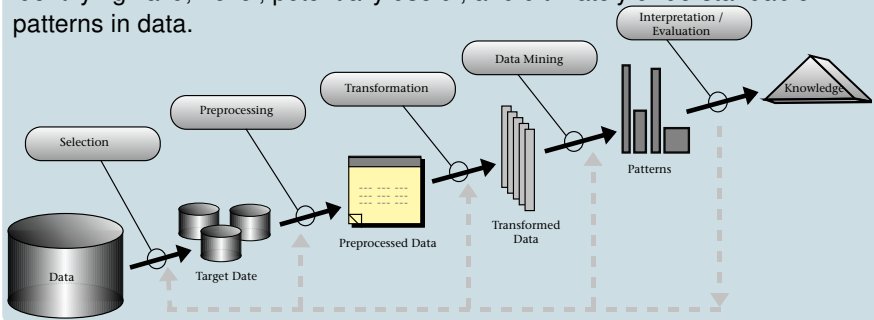 patterns in data.
Interpretation /
Evaluation
Data Mining
Transformation
Preprocessing
Selection
Knowledge
Patterns
Transformed
Data
Preprocessed Data
Target Date
Data